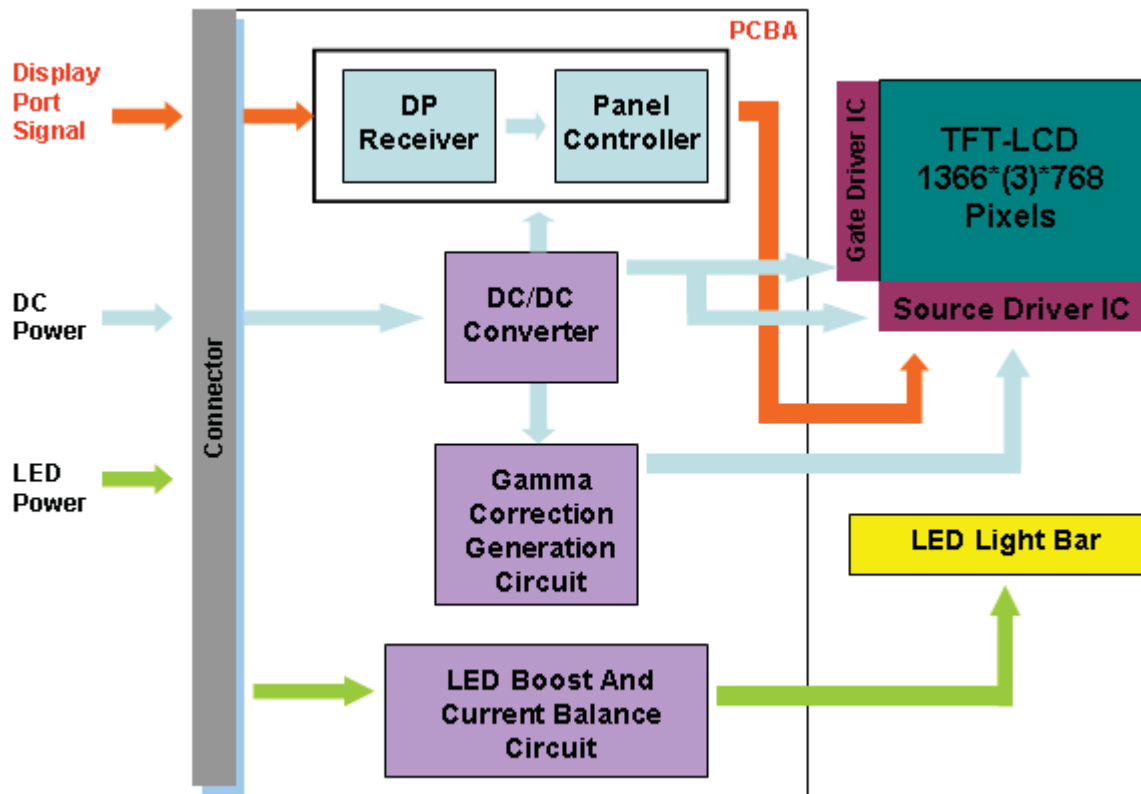 PCBA
Display
Port
Signal
DP
Receiver
Panel
Controller
Gate Driver IC
TFT-LCD
1366*(3)*768
Pixels
Source Driver IC
DC
Power
DC/DC
Converter
Connector
LED
Power
Gamma
Correction
Generation
Circuit
LED Light Bar
LED Boost And
Current Balance
Circuit